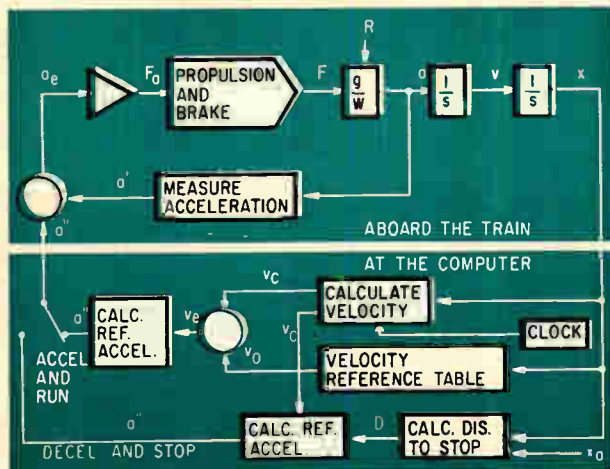 R
a_e
F_a
PROPULSION
AND
BRAKE
F
g
W
a
1
S
v
1
S
x
a'
MEASURE
ACCELERATION
a"
ABOARD THE TRAIN
AT THE COMPUTER
v_c
CALCULATE
VELOCITY
CLOCK
a"
CALC.
REF.
ACCEL.
v_e
v_c
v_o
VELOCITY
REFERENCE TABLE
ACCEL
AND
RUN
a"
CALC. REF.
ACCEL.
D
CALC. DIS.
TO STOP
x_o
DECEL AND STOP